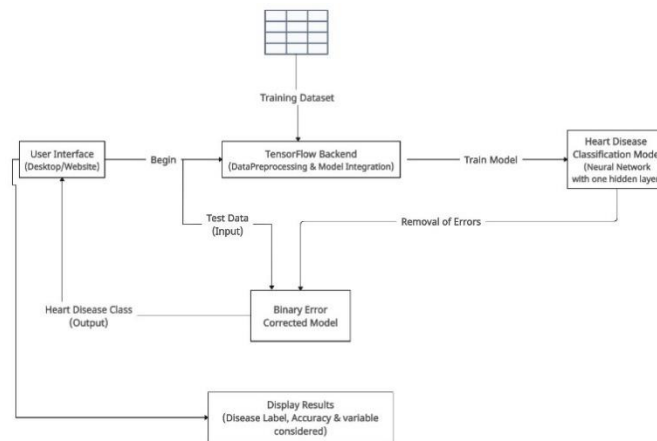 Training Dataset
User Interface
(Desktop/Website)
Begin
TensorFlow Backend
(DataPreprocessing & Model Integration)
Train Model
Heart Disease
Classification Model
(Neural Network
with one hidden layer)
Test Data
(Input)
Removal of Errors
Heart Disease Class
(Output)
Binary Error
Corrected Model
Display Results
(Disease Label, Accuracy & variable
considered)